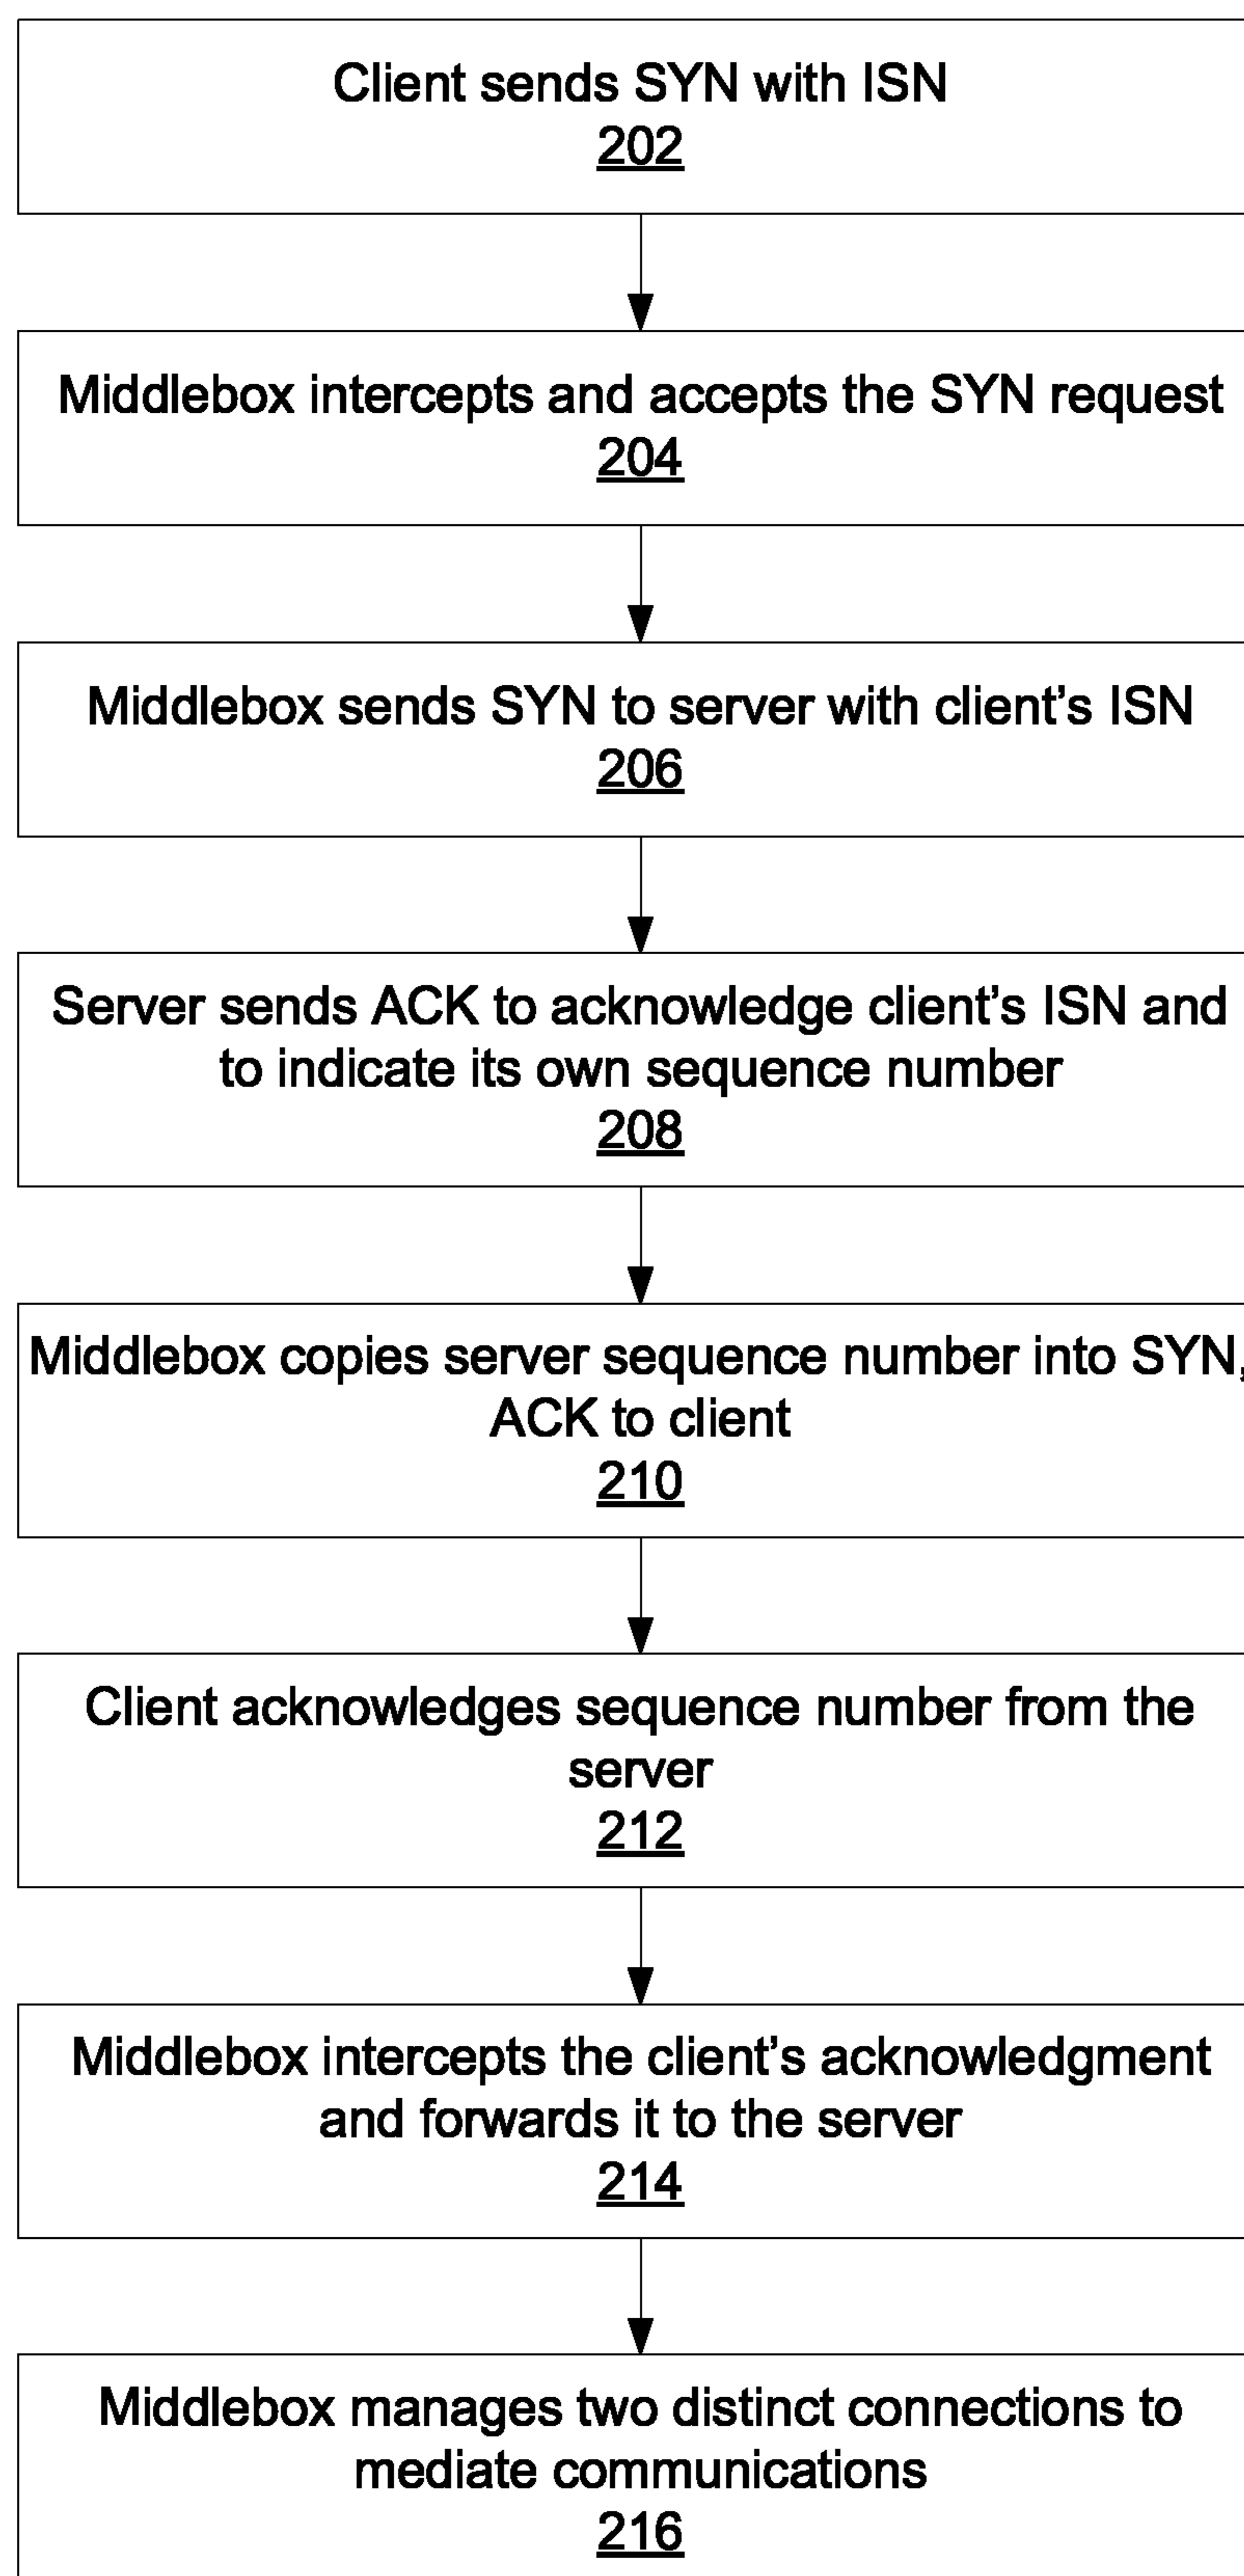 Client sends SYN with ISN
202
Middlebox intercepts and accepts the SYN request
204
Middlebox sends SYN to server with client’s ISN
206
Server sends ACK to acknowledge client’s ISN and
to indicate its own sequence number
208
Middlebox copies server sequence number into SYN,
ACK to client
210
Client acknowledges sequence number from the
server
212
Middlebox intercepts the client’s acknowledgment
and forwards it to the server
214
Middlebox manages two distinct connections to
mediate communications
216